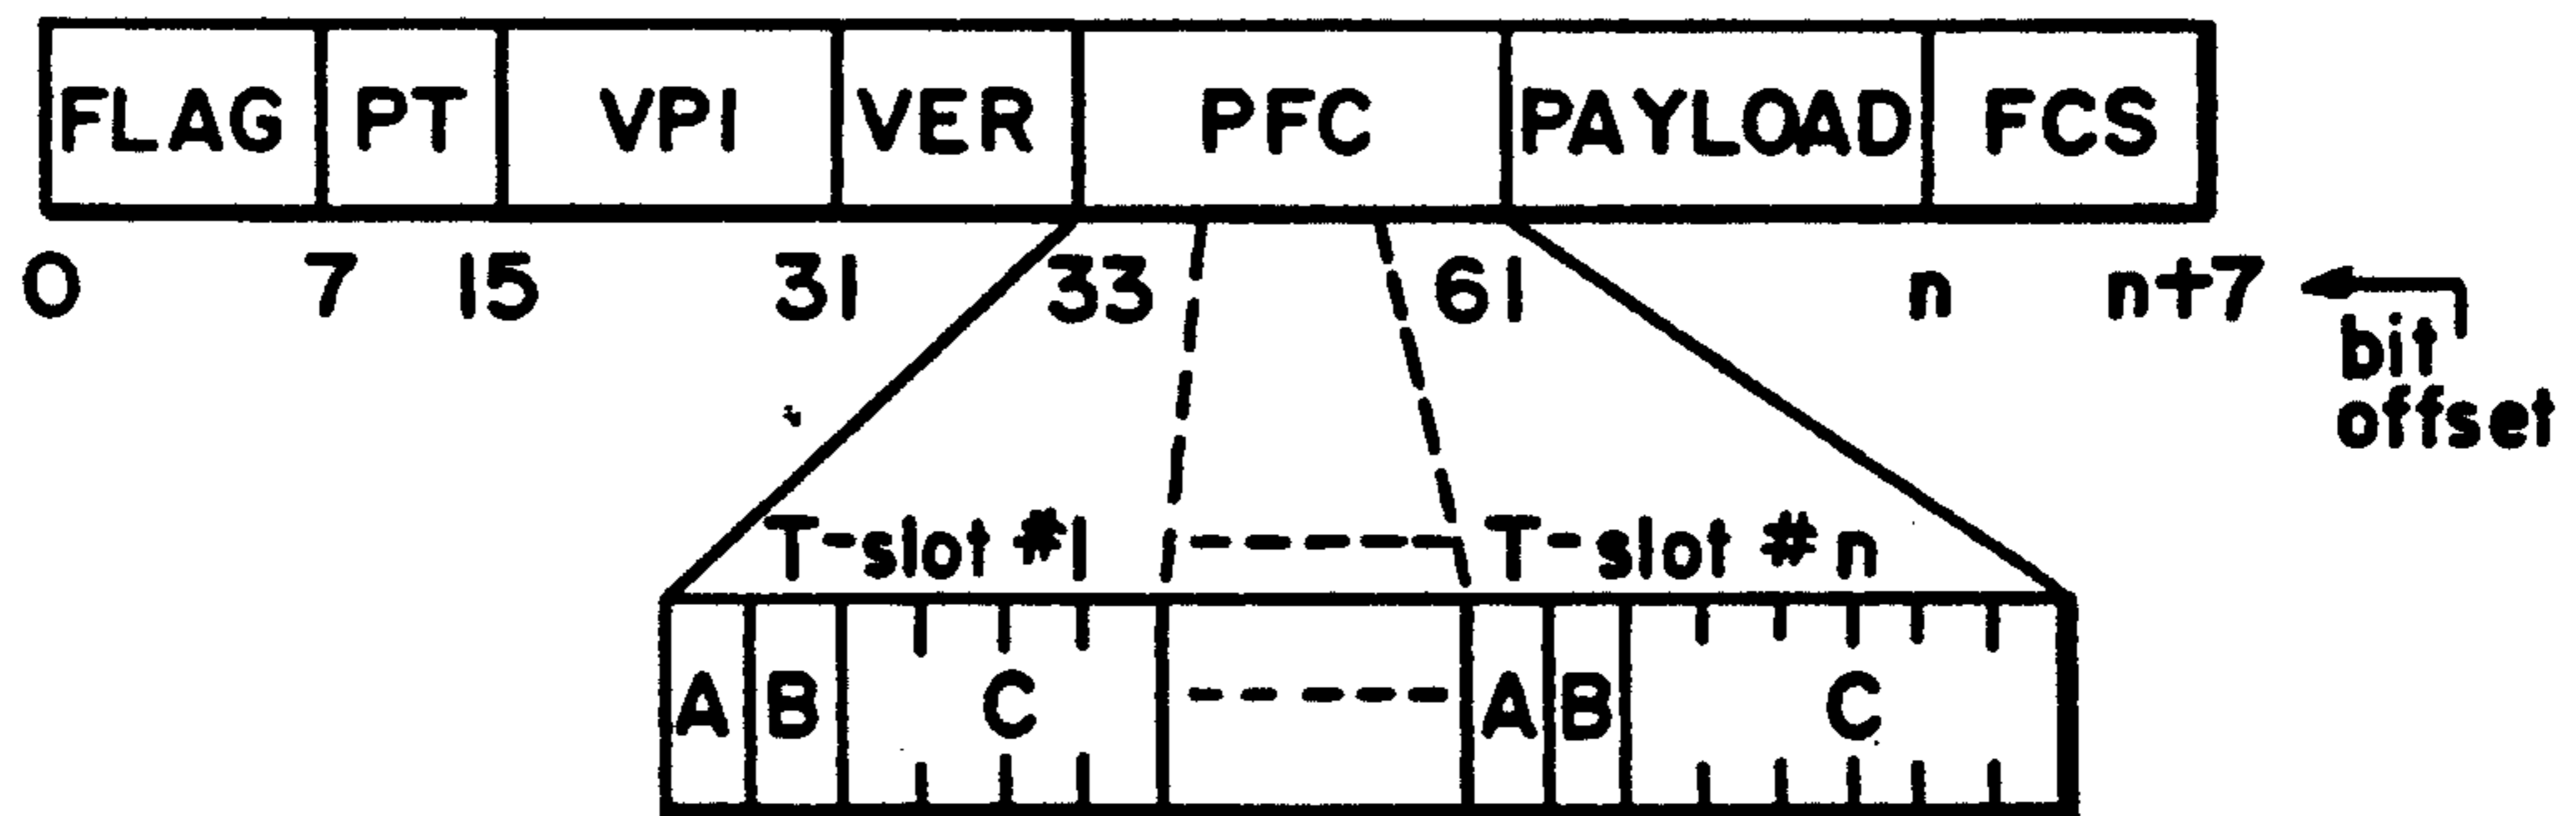 FLAG PT VPI VER PFC PAYLOAD FCS
0 7 15 31 33 61 n n+7
bit
offset
T-slot #1 T-slot #n
A B C A B C